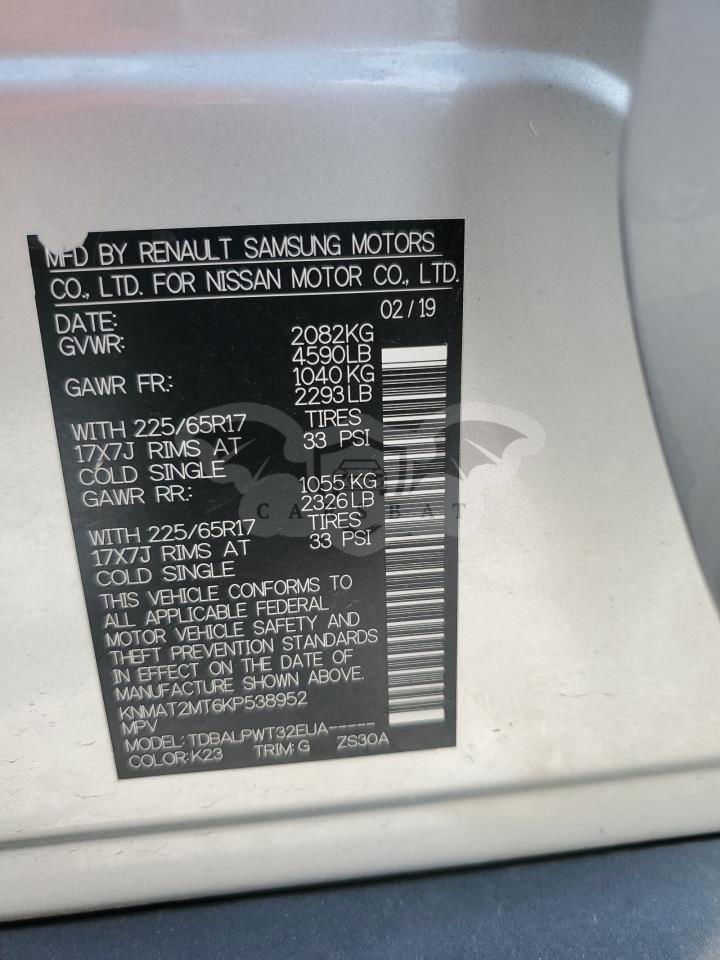 MFD BY RENAULT SAMSUNG MOTORS
CO., LTD. FOR NISSAN MOTOR CO., LTD.
DATE: 02/19
GVWR: 2082KG
4590LB
GAWR FR.: 1040KG
2293LB
WITH 225/65R17 TIRES
17X7J RIMS AT 33 PSI
COLD SINGLE
GAWR RR.: 1055 KG
2326LB
WITH 225/65R17 TIRES
17X7J RIMS AT 33 PSI
COLD SINGLE
THIS VEHICLE CONFORMS TO
ALL APPLICABLE FEDERAL
MOTOR VEHICLE SAFETY AND
THEFT PREVENTION STANDARDS
IN EFFECT ON THE DATE OF
MANUFACTURE SHOWN ABOVE.
KNMAT2MT6KP538952
MPV
MODEL: TDBALPWT32EUA-----
COLOR:K23 TRIM:G ZS30A